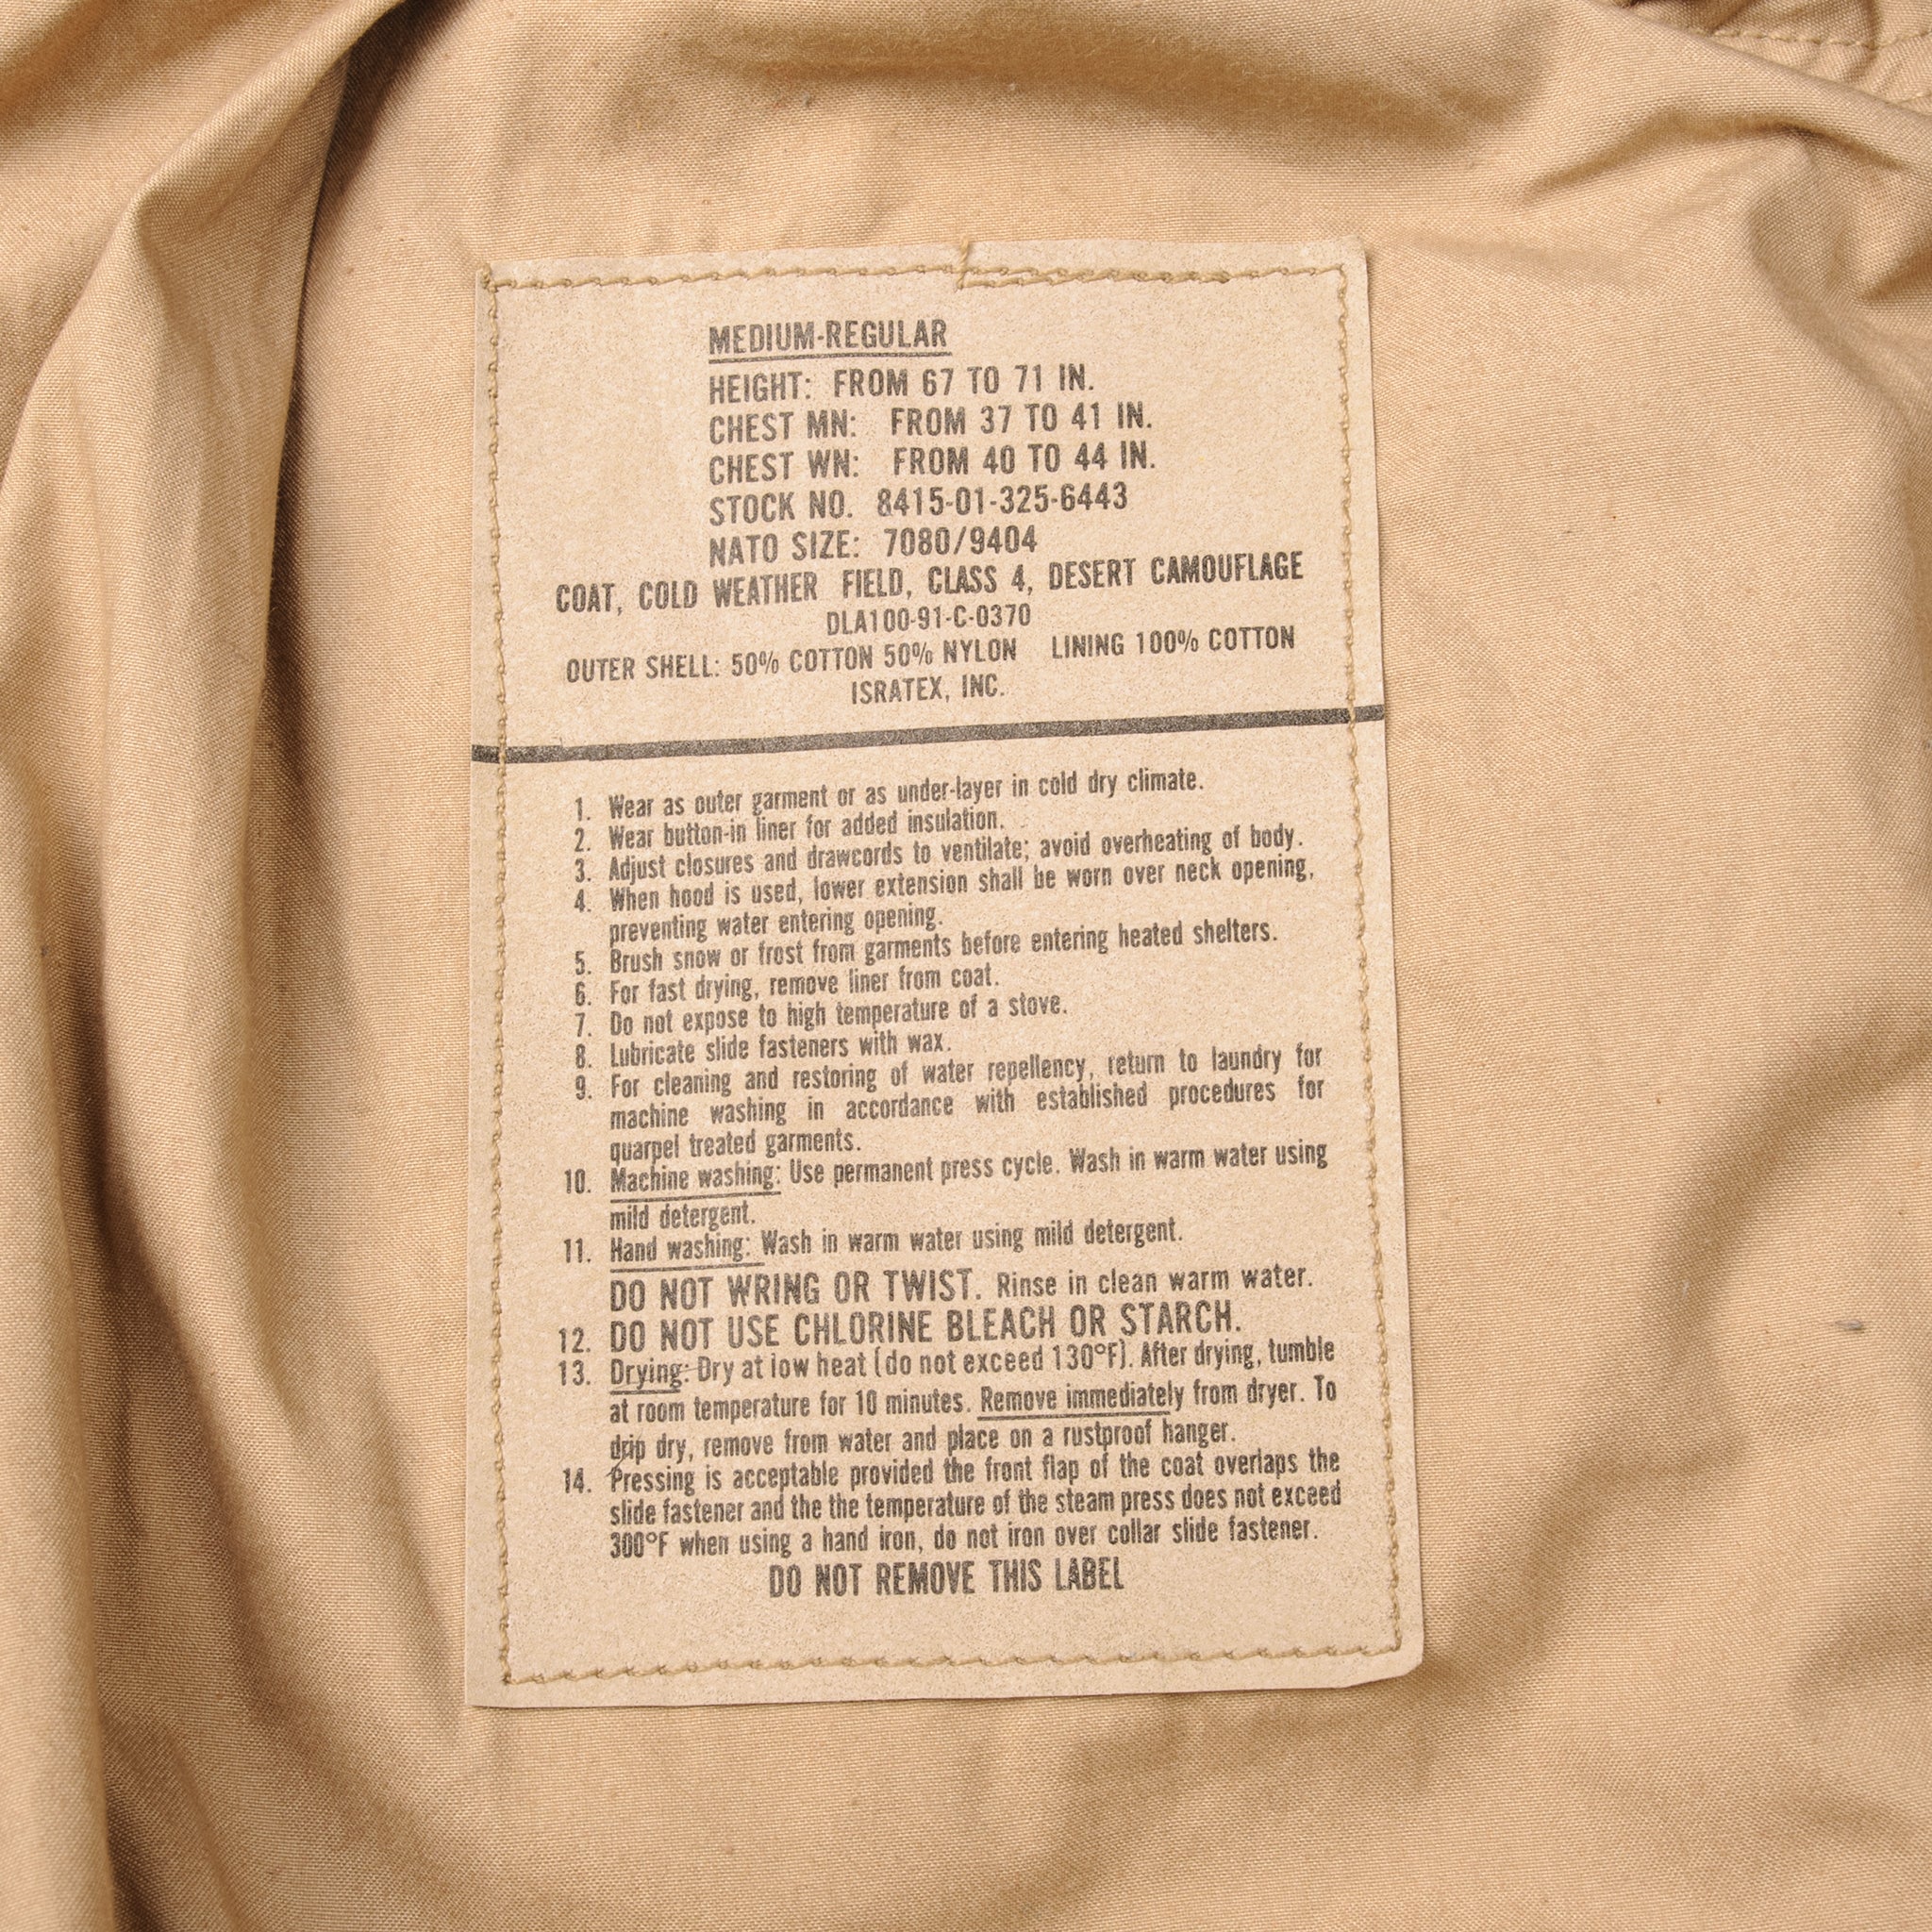 MEDIUM-REGULAR
HEIGHT: FROM 67 TO 71 IN.
CHEST MN: FROM 37 TO 41 IN.
CHEST WN: FROM 40 TO 44 IN.
STOCK NO. 8415-01-325-6443
NATO SIZE: 7080/9404
COAT, COLD WEATHER FIELD, CLASS 4, DESERT CAMOUFLAGE
DLA100-91-C-0370
OUTER SHELL: 50% COTTON 50% NYLON LINING 100% COTTON
ISRATEX, INC.
1. Wear as outer garment or as under-layer in cold dry climate.
2. Wear button-in liner for added insulation.
3. Adjust closures and drawcords to ventilate; avoid overheating of body.
4. When hood is used, lower extension shall be worn over neck opening,
preventing water entering opening.
5. Brush snow or frost from garments before entering heated shelters.
6. For fast drying, remove liner from coat.
7. Do not expose to high temperature of a stove.
8. Lubricate slide fasteners with wax.
9. For cleaning and restoring of water repellency, return to laundry for
machine washing in accordance with established procedures for
quarpel treated garments.
10. Machine washing: Use permanent press cycle. Wash in warm water using
mild detergent.
11. Hand washing: Wash in warm water using mild detergent.
DO NOT WRING OR TWIST. Rinse in clean warm water.
12. DO NOT USE CHLORINE BLEACH OR STARCH.
13. Drying: Dry at low heat (do not exceed 130°F). After drying, tumble
at room temperature for 10 minutes. Remove immediately from dryer. To
drip dry, remove from water and place on a rustproof hanger.
14. Pressing is acceptable provided the front flap of the coat overlaps the
slide fastener and the the temperature of the steam press does not exceed
300°F when using a hand iron, do not iron over collar slide fastener.
DO NOT REMOVE THIS LABEL